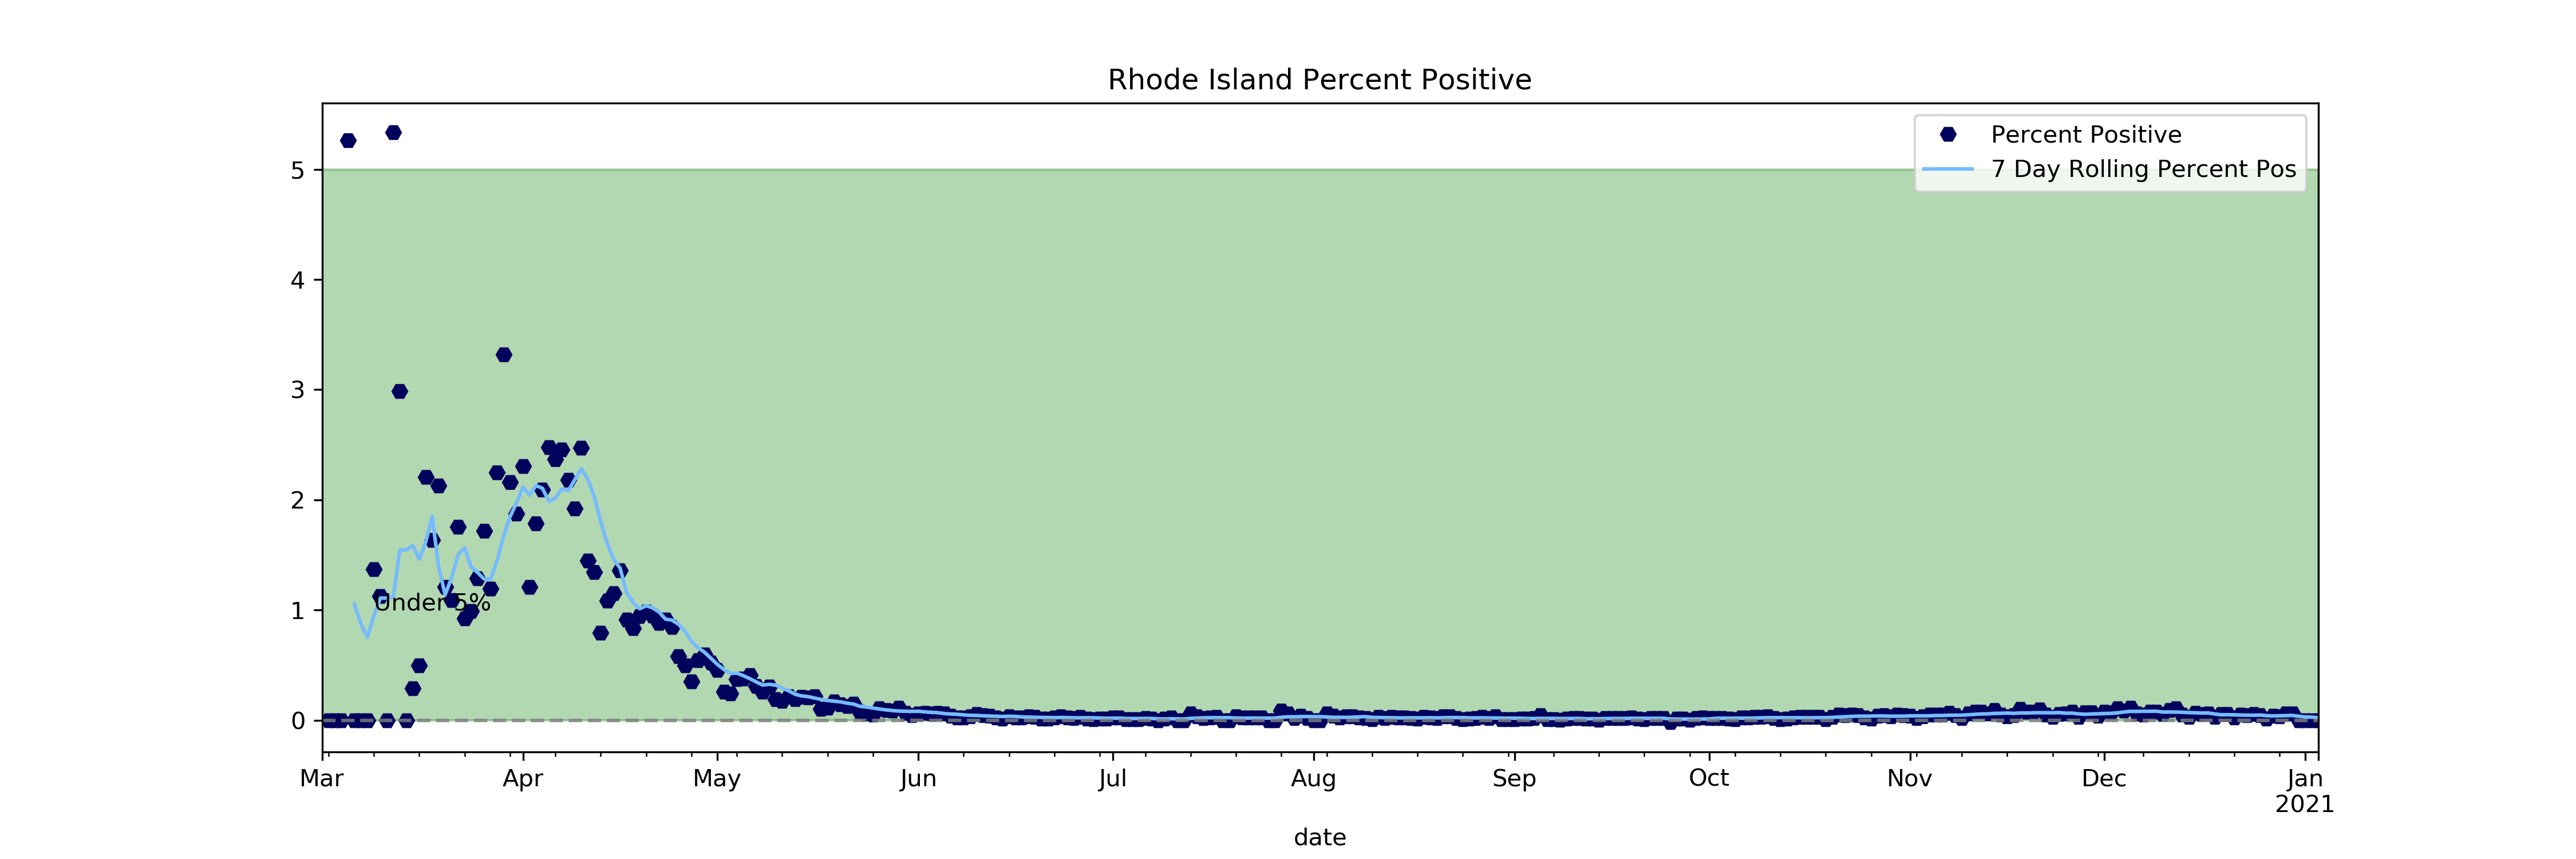 Rhode Island Percent Positive
Percent Positive
7 Day Rolling Percent Pos
5
4
3
2
1
0
Under 5%
Mar Apr May Jun Jul Aug Sep Oct Nov Dec Jan
2021
date